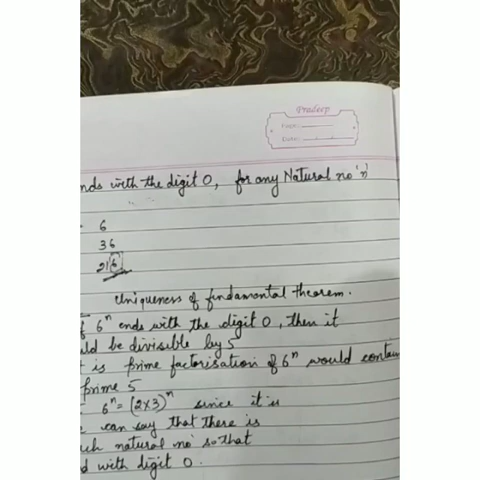 Pradeep
Page:
Date:
nds with the digit 0, for any Natural no 'n'
6
36
216
Uniqueness of fundamental theorem.
6ⁿ ends with the digit 0, then it
uld be divisible by 5
t is prime factorisation of 6ⁿ would contain
prime 5
6ⁿ = (2×3)ⁿ since it is
e can say that there is
uch natural no so that
d with digit 0.